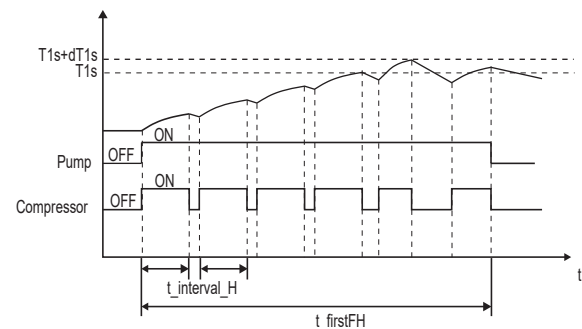 T1s+dT1s
T1s
ON
Pump
OFF
ON
Compressor
OFF
t
t_interval_H
t_firstFH